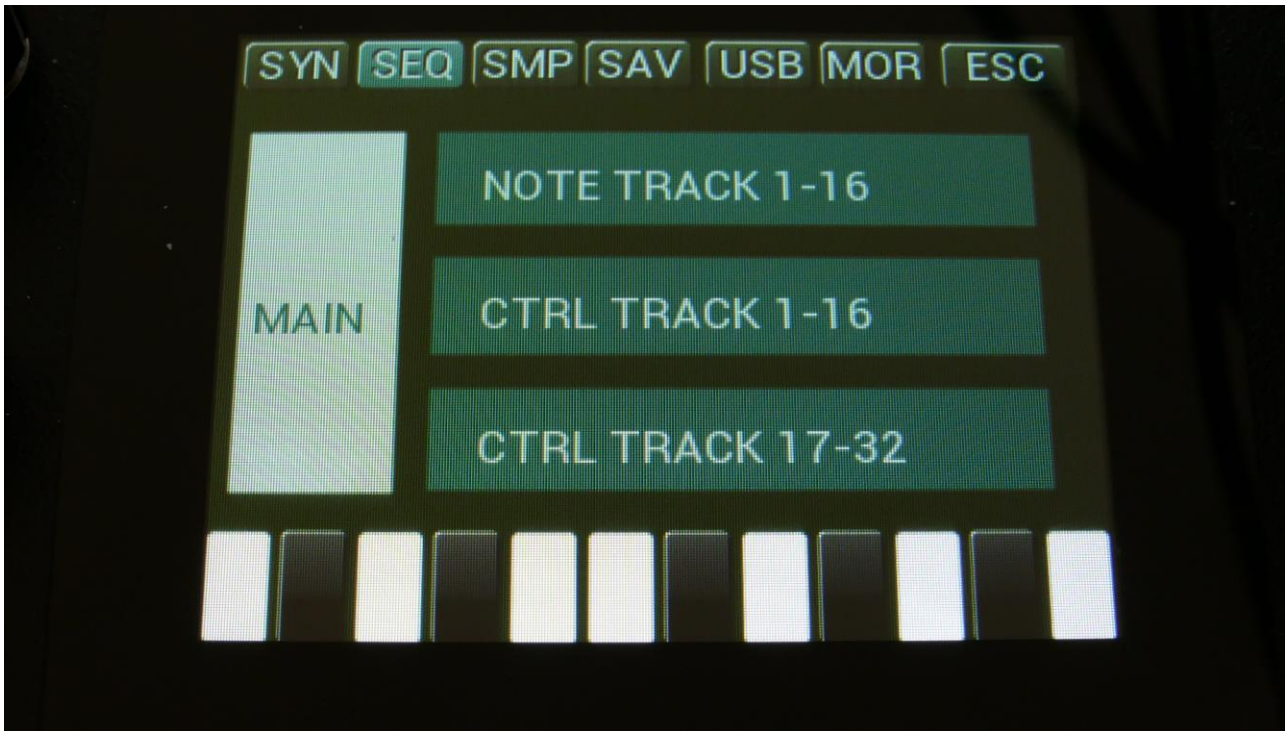 SYN SEQ SMP SAV USB MOR ESC
NOTE TRACK 1-16
MAIN CTRL TRACK 1-16
CTRL TRACK 17-32